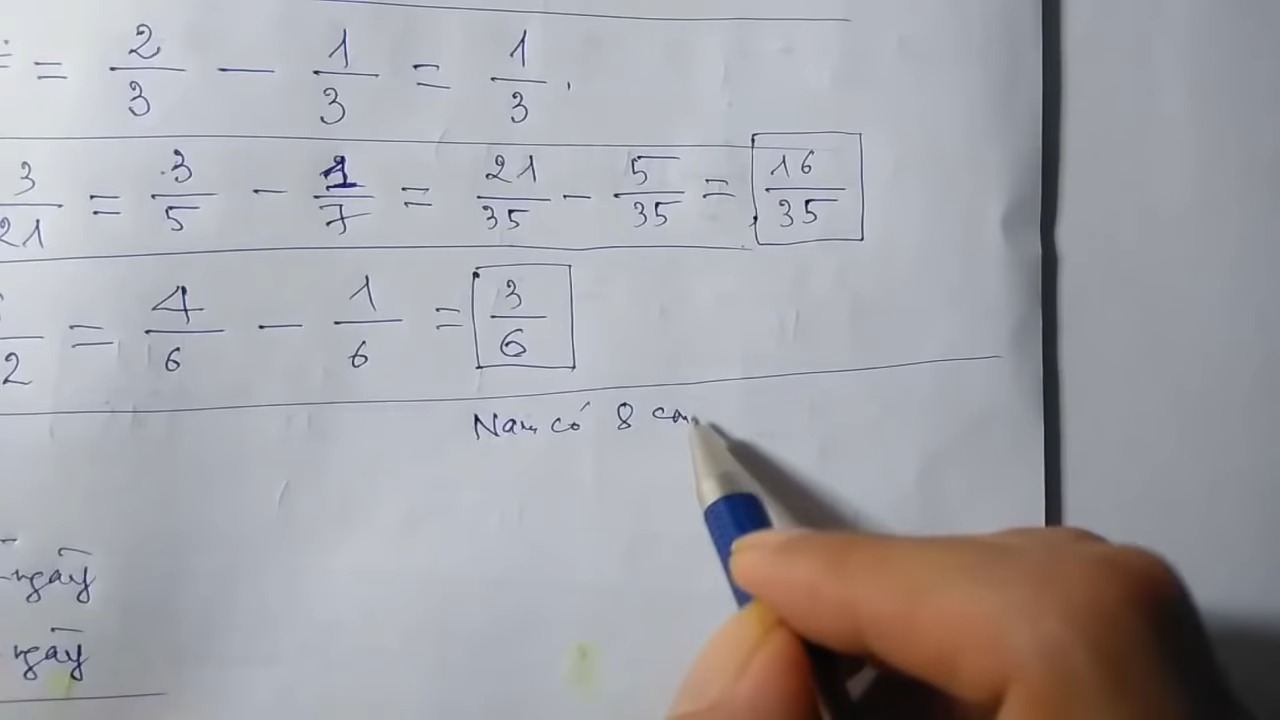 = 2/3 - 1/3 = 1/3.
3/21 = 3/5 - 1/7 = 21/35 - 5/35 = 16/35
2 = 4/6 - 1/6 = 3/6
Nam có 8
ngày
ngày